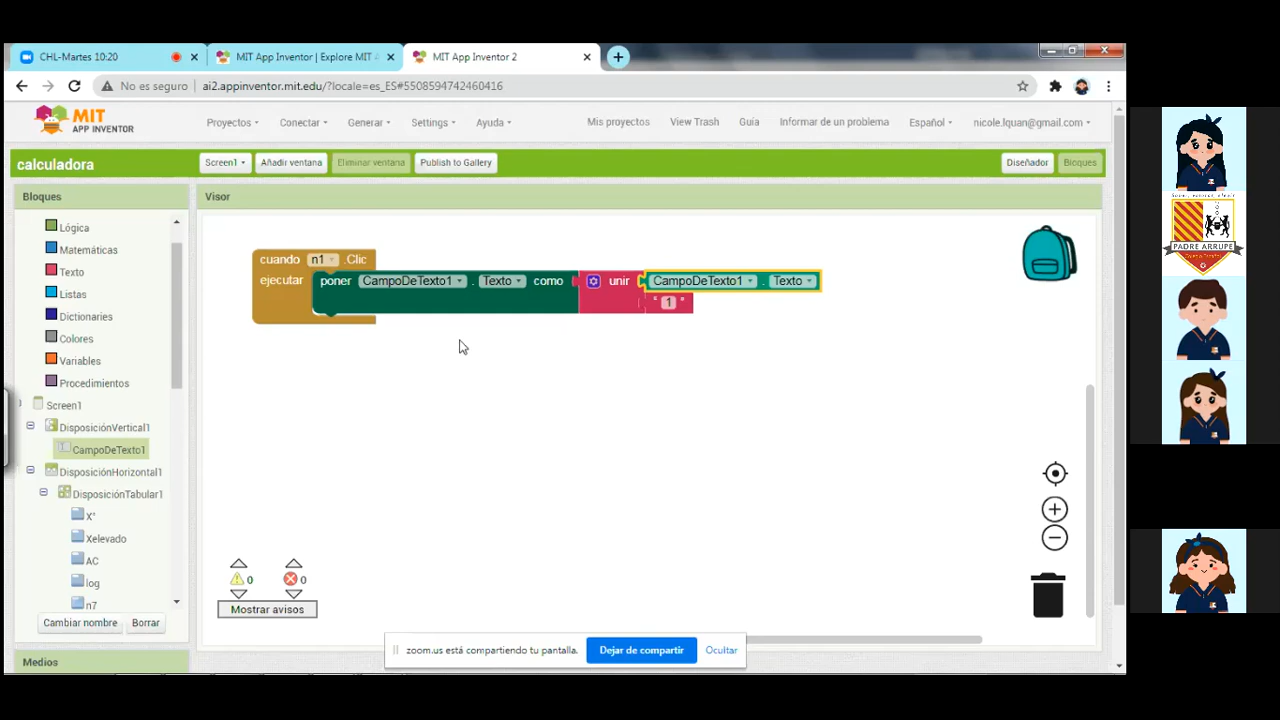 CHL-Martes 10:20
MIT App Inventor | Explore MIT
MIT App Inventor 2
No es seguro
ai2.appinventor.mit.edu/?locale=es_ES#5508594742460416
MIT
APP INVENTOR
Proyectos
Conectar
Generar
Settings
Ayuda
Mis proyectos
View Trash
Guía
Informar de un problema
Español
nicole.lquan@gmail.com
calculadora
Screen1
Añadir ventana
Eliminar ventana
Publish to Gallery
Diseñador
Bloques
Bloques
Visor
Lógica
Matemáticas
Texto
Listas
Dictionaries
Colores
Variables
Procedimientos
Screen1
DisposiciónVertical1
CampoDeTexto1
DisposiciónHorizontal1
DisposiciónTabular1
X°
Xelevado
AC
log
n7
Cambiar nombre
Borrar
Medios
cuando n1 .Clic
ejecutar poner CampoDeTexto1 . Texto como unir CampoDeTexto1 . Texto
" 1 "
0
0
Mostrar avisos
zoom.us está compartiendo tu pantalla.
Dejar de compartir
Ocultar
PADRE ARRUPE